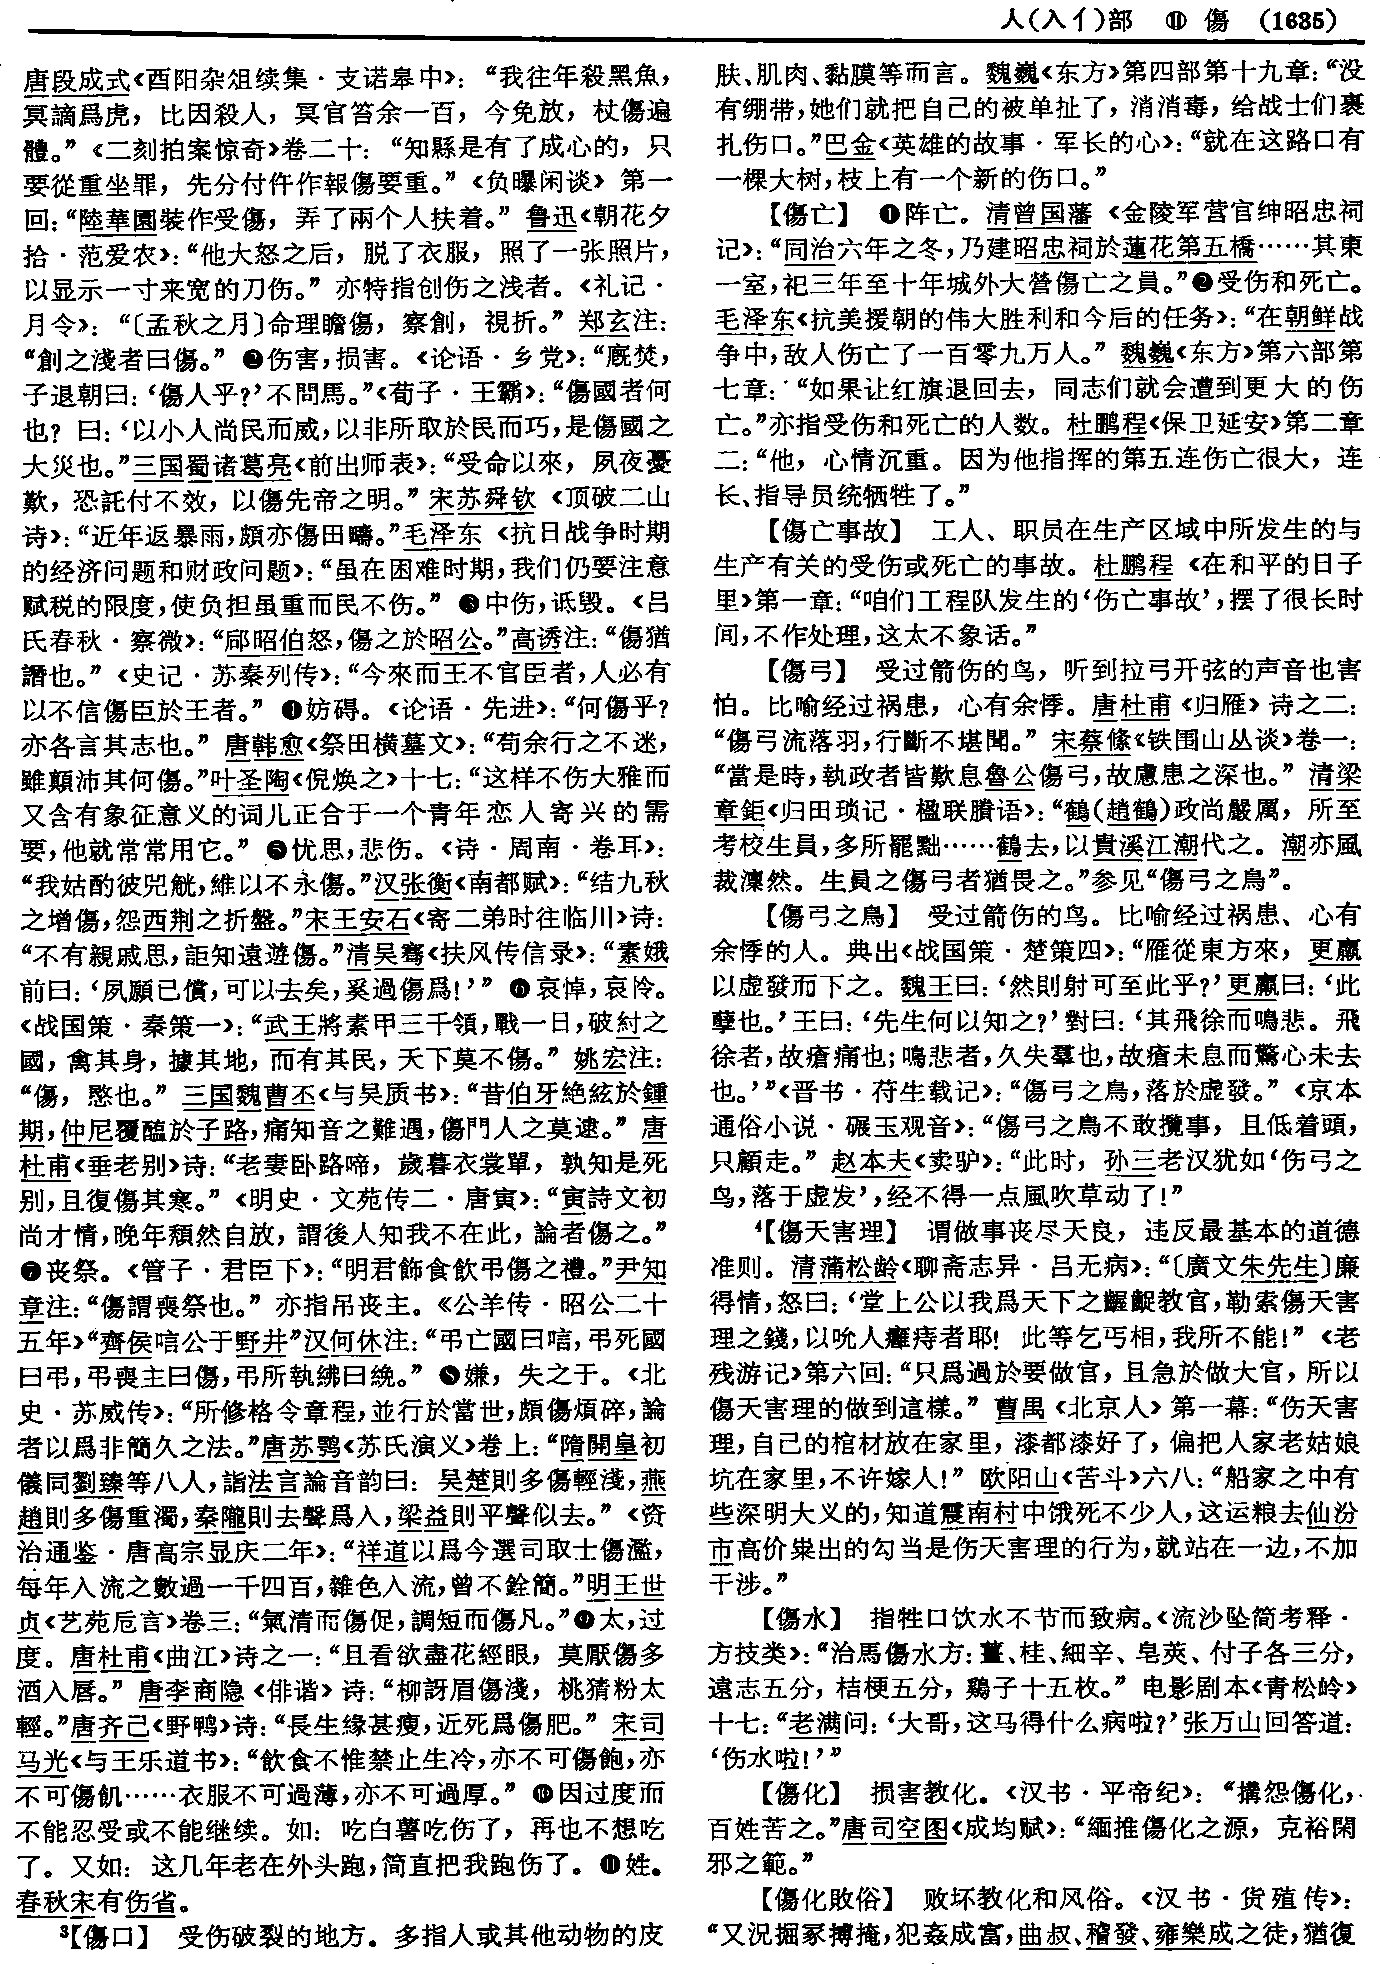 人(入亻)部 ⑪ 傷 (1635)
唐段成式《酉阳杂俎续集·支诺皋中》：“我往年殺黑魚，
冥謫爲虎，比因殺人，冥官笞余一百，今免放，杖傷遍
體。”《二刻拍案惊奇》卷二十：“知縣是有了成心的，只
要從重坐罪，先分付仵作報傷要重。”《负曝闲谈》第一
回：“陸華園裝作受傷，弄了兩个人扶着。”鲁迅《朝花夕
拾·范爱农》：“他大怒之后，脱了衣服，照了一张照片，
以显示一寸来宽的刀伤。”亦特指创伤之浅者。《礼记·
月令》：“〔孟秋之月〕命理瞻傷，察創，視折。”郑玄注：
“創之淺者曰傷。”❷伤害，损害。《论语·乡党》：“廐焚，
子退朝曰：‘傷人乎？’不問馬。”《荀子·王霸》：“傷國者何
也？曰：‘以小人尚民而威，以非所取於民而巧，是傷國之
大災也。”三国蜀诸葛亮《前出师表》：“受命以來，夙夜憂
歎，恐託付不效，以傷先帝之明。”宋苏舜钦《顶破二山
诗》：“近年返暴雨，頗亦傷田疇。”毛泽东《抗日战争时期
的经济问题和财政问题》：“虽在困难时期，我们仍要注意
赋税的限度，使负担虽重而民不伤。”❸中伤，诋毁。《吕
氏春秋·察微》：“郈昭伯怒，傷之於昭公。”高诱注：“傷猶
譖也。”《史记·苏秦列传》：“今來而王不官臣者，人必有
以不信傷臣於王者。”❹妨碍。《论语·先进》：“何傷乎？
亦各言其志也。”唐韩愈《祭田横墓文》：“苟余行之不迷，
雖顛沛其何傷。”叶圣陶《倪焕之》十七：“这样不伤大雅而
又含有象征意义的词儿正合于一个青年恋人寄兴的需
要，他就常常用它。”❺忧思，悲伤。《诗·周南·卷耳》：
“我姑酌彼兕觥，維以不永傷。”汉张衡《南都赋》：“结九秋
之增傷，怨西荆之折盤。”宋王安石《寄二弟时往临川》诗：
“不有親戚思，詎知遠遊傷。”清吴骞《扶风传信录》：“素娥
前曰：‘夙願已償，可以去矣，奚過傷爲！’”❻哀悼，哀怜。
《战国策·秦策一》：“武王將素甲三千領，戰一日，破紂之
國，禽其身，據其地，而有其民，天下莫不傷。”姚宏注：
“傷，愍也。”三国魏曹丕《与吴质书》：“昔伯牙絶絃於鍾
期，仲尼覆醢於子路，痛知音之難遇，傷門人之莫逮。”唐
杜甫《垂老别》诗：“老妻卧路啼，歲暮衣裳單，孰知是死
别，且復傷其寒。”《明史·文苑传二·唐寅》：“寅詩文初
尚才情，晚年頹然自放，謂後人知我不在此，論者傷之。”
❼丧祭。《管子·君臣下》：“明君飾食飲弔傷之禮。”尹知
章注：“傷謂喪祭也。”亦指吊丧主。《公羊传·昭公二十
五年》“齊侯唁公于野井”汉何休注：“弔亡國曰唁，弔死國
曰弔，弔喪主曰傷，弔所執紼曰綩。”❽嫌，失之于。《北
史·苏威传》：“所修格令章程，並行於當世，頗傷煩碎，論
者以爲非簡久之法。”唐苏鹗《苏氏演义》卷上：“隋開皇初
儀同劉臻等八人，詣法言論音韵曰：吴楚則多傷輕淺，燕
趙則多傷重濁，秦隴則去聲爲入，梁益則平聲似去。”《资
治通鉴·唐高宗显庆二年》：“祥道以爲今選司取士傷濫，
每年入流之數過一千四百，雜色入流，曾不銓簡。”明王世
贞《艺苑卮言》卷三：“氣清而傷促，調短而傷凡。”❾太，过
度。唐杜甫《曲江》诗之一：“且看欲盡花經眼，莫厭傷多
酒入唇。”唐李商隐《俳谐》诗：“柳訝眉傷淺，桃猜粉太
輕。”唐齐己《野鸭》诗：“長生緣甚瘦，近死爲傷肥。”宋司
马光《与王乐道书》：“飲食不惟禁止生冷，亦不可傷飽，亦
不可傷飢……衣服不可過薄，亦不可過厚。”❿因过度而
不能忍受或不能继续。如：吃白薯吃伤了，再也不想吃
了。又如：这几年老在外头跑，简直把我跑伤了。⓫姓。
春秋宋有伤省。
³【傷口】 受伤破裂的地方。多指人或其他动物的皮
肤、肌肉、黏膜等而言。魏巍《东方》第四部第十九章：“没
有绷带，她们就把自己的被单扯了，消消毒，给战士们裹
扎伤口。”巴金《英雄的故事·军长的心》：“就在这路口有
一棵大树，枝上有一个新的伤口。”
【傷亡】 ❶阵亡。清曾国藩《金陵军营官绅昭忠祠
记》：“同治六年之冬，乃建昭忠祠於蓮花第五橋……其東
一室，祀三年至十年城外大營傷亡之員。”❷受伤和死亡。
毛泽东《抗美援朝的伟大胜利和今后的任务》：“在朝鲜战
争中，敌人伤亡了一百零九万人。”魏巍《东方》第六部第
七章：“如果让红旗退回去，同志们就会遭到更大的伤
亡。”亦指受伤和死亡的人数。杜鹏程《保卫延安》第二章
二：“他，心情沉重。因为他指挥的第五连伤亡很大，连
长、指导员统牺牲了。”
【傷亡事故】 工人、职员在生产区域中所发生的与
生产有关的受伤或死亡的事故。杜鹏程《在和平的日子
里》第一章：“咱们工程队发生的‘伤亡事故’，摆了很长时
间，不作处理，这太不象话。”
【傷弓】 受过箭伤的鸟，听到拉弓开弦的声音也害
怕。比喻经过祸患，心有余悸。唐杜甫《归雁》诗之二：
“傷弓流落羽，行斷不堪聞。”宋蔡絛《铁围山丛谈》卷一：
“當是時，執政者皆歎息魯公傷弓，故慮患之深也。”清梁
章鉅《归田琐记·楹联賸语》：“鶴(趙鶴)政尚嚴厲，所至
考校生員，多所罷黜……鶴去，以貴溪江潮代之。潮亦風
裁凜然。生員之傷弓者猶畏之。”参见“傷弓之鳥”。
【傷弓之鳥】 受过箭伤的鸟。比喻经过祸患、心有
余悸的人。典出《战国策·楚策四》：“雁從東方來，更羸
以虛發而下之。魏王曰：‘然則射可至此乎？’更羸曰：‘此
孽也。’王曰：‘先生何以知之？’對曰：‘其飛徐而鳴悲。飛
徐者，故瘡痛也；鳴悲者，久失羣也，故瘡未息而驚心未去
也。’”《晋书·苻生载记》：“傷弓之鳥，落於虛發。”《京本
通俗小说·碾玉观音》：“傷弓之鳥不敢攬事，且低着頭，
只顧走。”赵本夫《卖驴》：“此时，孙三老汉犹如‘伤弓之
鸟，落于虚发’，经不得一点風吹草动了！”
⁴【傷天害理】 谓做事丧尽天良，违反最基本的道德
准则。清蒲松龄《聊斋志异·吕无病》：“〔廣文朱先生〕廉
得情，怒曰：‘堂上公以我爲天下之齷齪教官，勒索傷天害
理之錢，以吮人癰痔者耶！此等乞丐相，我所不能！”《老
残游记》第六回：“只爲過於要做官，且急於做大官，所以
傷天害理的做到這樣。”曹禺《北京人》第一幕：“伤天害
理，自己的棺材放在家里，漆都漆好了，偏把人家老姑娘
坑在家里，不许嫁人！”欧阳山《苦斗》六八：“船家之中有
些深明大义的，知道震南村中饿死不少人，这运粮去仙汾
市高价粜出的勾当是伤天害理的行为，就站在一边，不加
干涉。”
【傷水】 指牲口饮水不节而致病。《流沙坠简考释·
方技类》：“治馬傷水方：薑、桂、細辛、皂莢、付子各三分，
遠志五分，桔梗五分，鷄子十五枚。”电影剧本《青松岭》
十七：“老满问：‘大哥，这马得什么病啦？’张万山回答道：
‘伤水啦！’”
【傷化】 损害教化。《汉书·平帝纪》：“搆怨傷化，
百姓苦之。”唐司空图《成均赋》：“緬推傷化之源，克裕閑
邪之範。”
【傷化敗俗】 败坏教化和风俗。《汉书·货殖传》：
“又況掘冢搏掩，犯姦成富，曲叔、稽發、雍樂成之徒，猶復